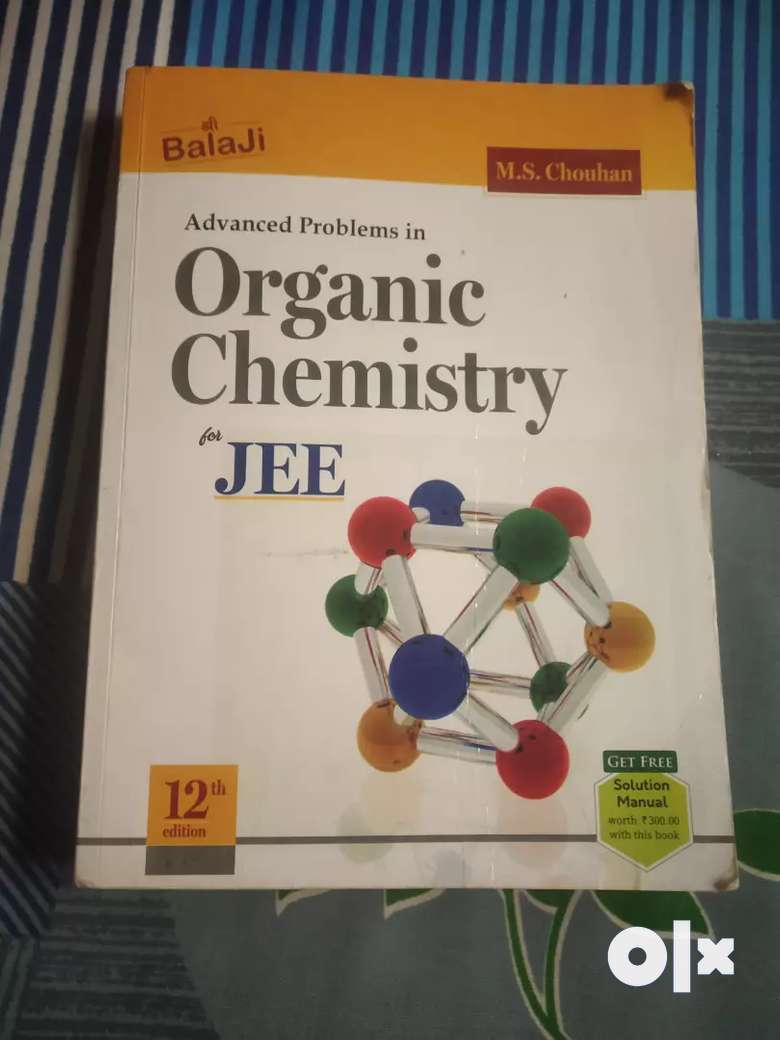 श्री
BalaJi
M.S. Chouhan
Advanced Problems in
Organic
Chemistry
for
JEE
12th
edition
GET FREE
Solution
Manual
worth ₹300.00
with this book
OLX